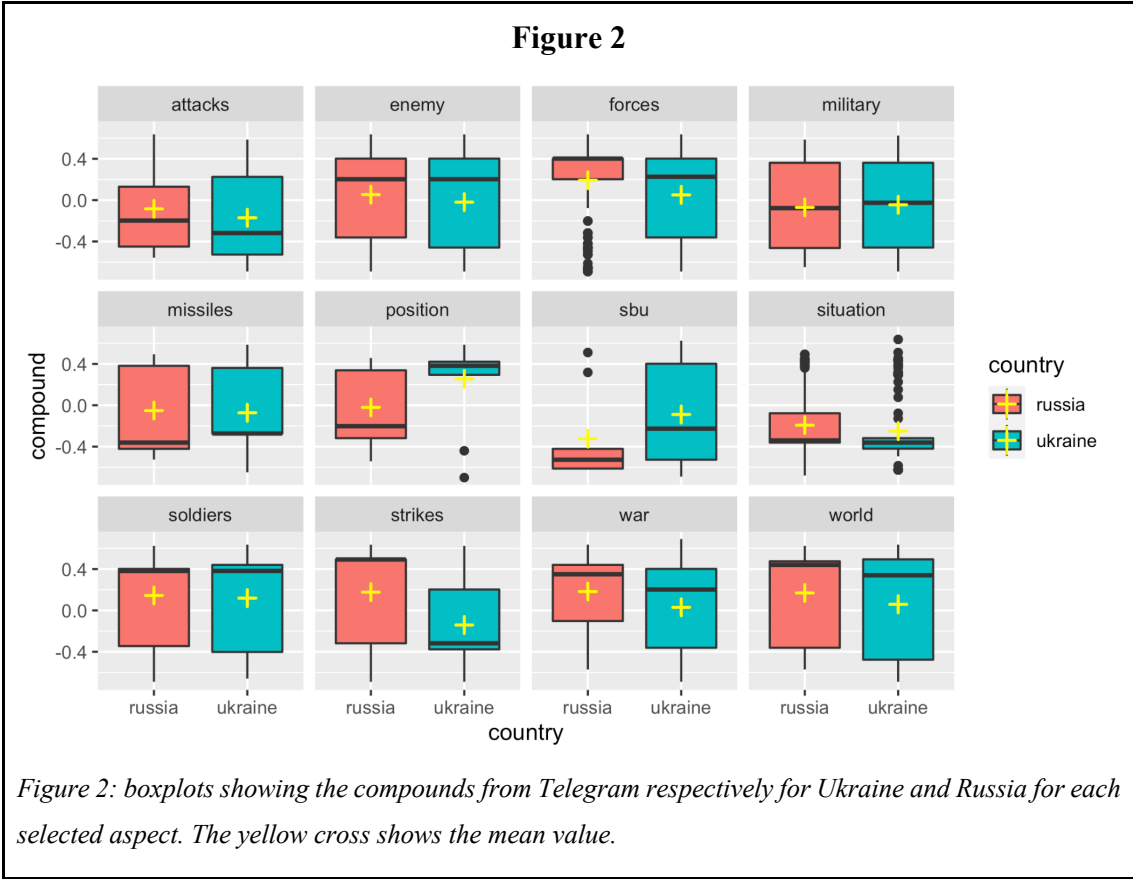 Figure 2
attacks enemy forces military
0.4
0.0
-0.4
missiles position sbu situation
0.4
0.0
-0.4
soldiers strikes war world
0.4
0.0
-0.4
russia ukraine russia ukraine russia ukraine russia ukraine
country
compound
country
russia
ukraine
Figure 2: boxplots showing the compounds from Telegram respectively for Ukraine and Russia for each
selected aspect. The yellow cross shows the mean value.